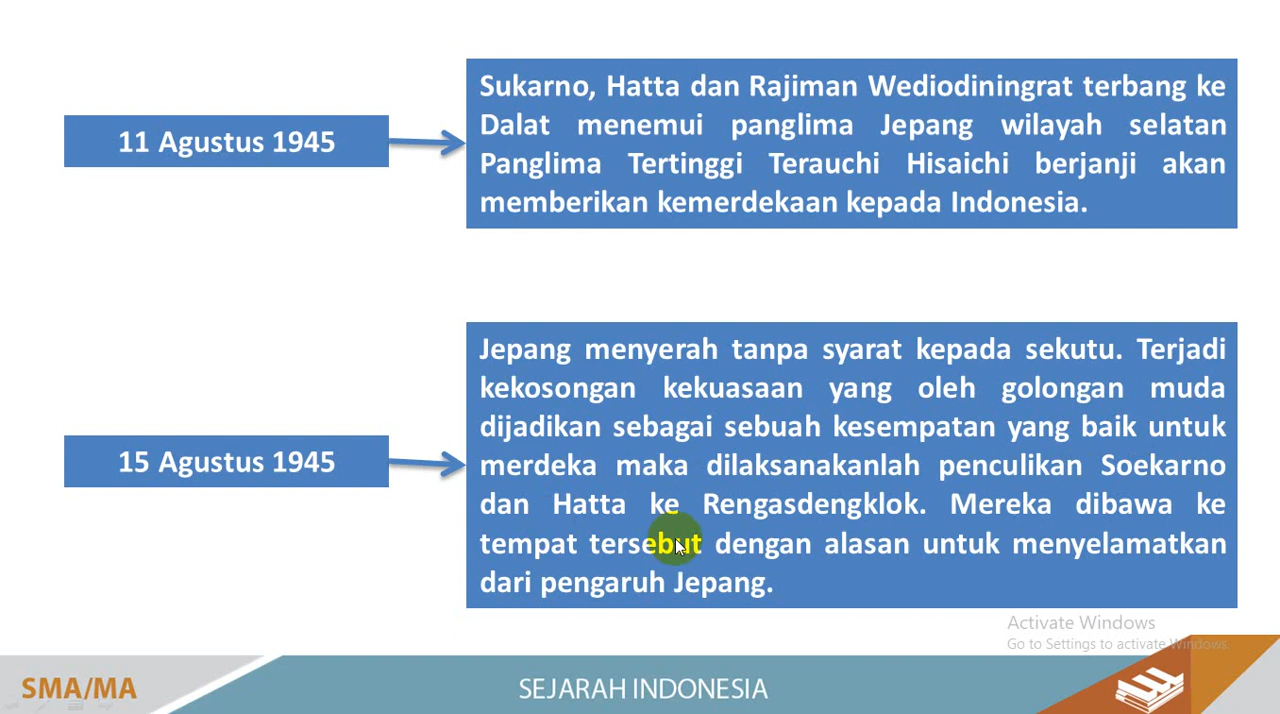 11 Agustus 1945
Sukarno, Hatta dan Rajiman Wediodiningrat terbang ke
Dalat menemui panglima Jepang wilayah selatan
Panglima Tertinggi Terauchi Hisaichi berjanji akan
memberikan kemerdekaan kepada Indonesia.
15 Agustus 1945
Jepang menyerah tanpa syarat kepada sekutu. Terjadi
kekosongan kekuasaan yang oleh golongan muda
dijadikan sebagai sebuah kesempatan yang baik untuk
merdeka maka dilaksanakanlah penculikan Soekarno
dan Hatta ke Rengasdengklok. Mereka dibawa ke
tempat tersebut dengan alasan untuk menyelamatkan
dari pengaruh Jepang.
Activate Windows
Go to Settings to activate Windows.
SMA/MA
SEJARAH INDONESIA